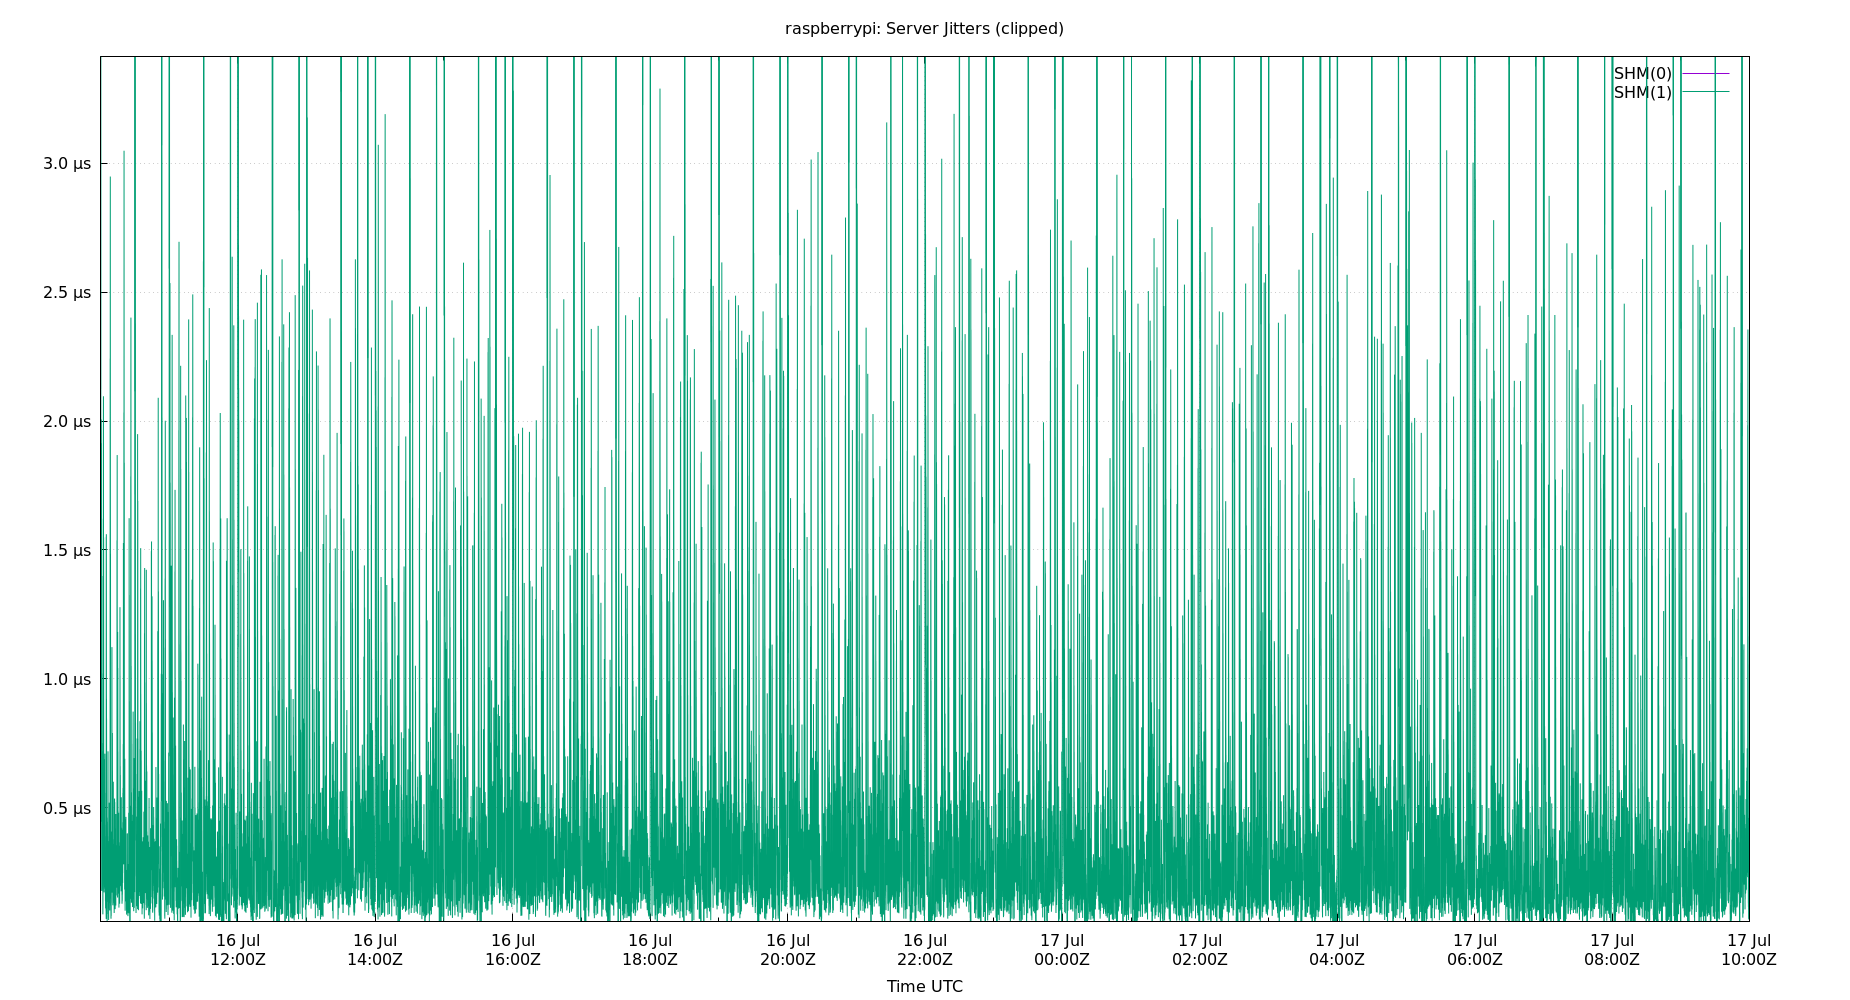 raspberrypi: Server Jitters (clipped)
SHM(0)
SHM(1)
3.0 µs
2.5 µs
2.0 µs
1.5 µs
1.0 µs
0.5 µs
16 Jul 16 Jul 16 Jul 16 Jul 16 Jul 16 Jul 17 Jul 17 Jul 17 Jul 17 Jul 17 Jul 17 Jul
12:00Z 14:00Z 16:00Z 18:00Z 20:00Z 22:00Z 00:00Z 02:00Z 04:00Z 06:00Z 08:00Z 10:00Z
Time UTC